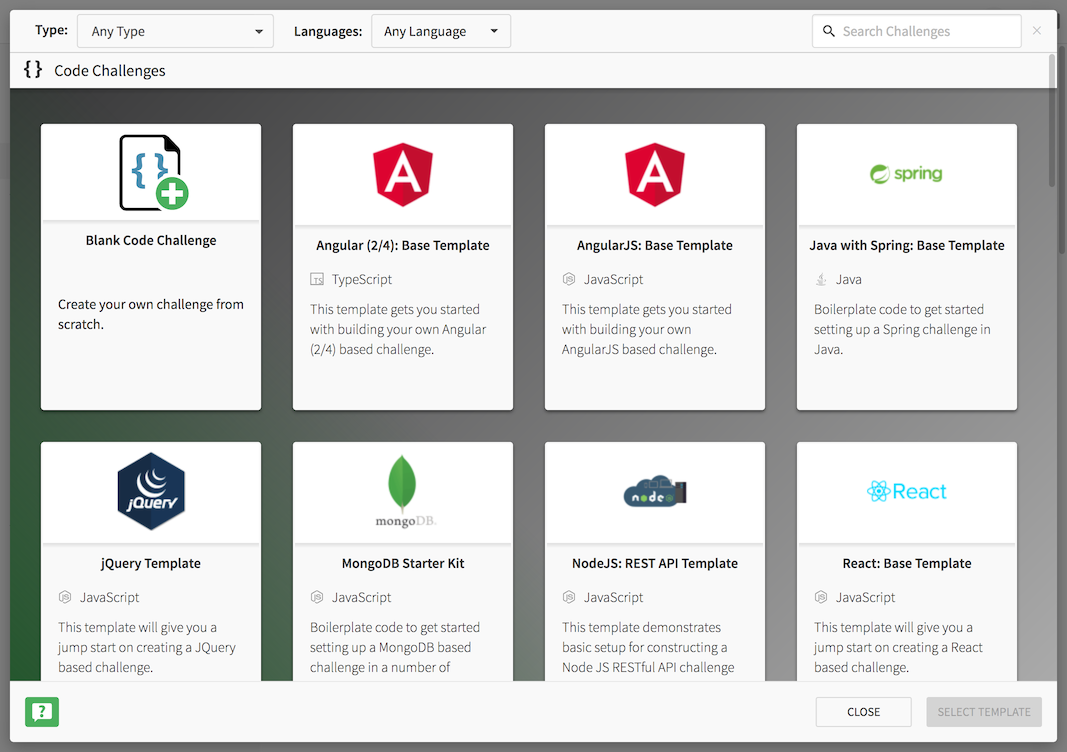 Type: Any Type Languages: Any Language Search Challenges
{ } Code Challenges
{ }
A
A
spring
Blank Code Challenge
Create your own challenge from
scratch.
Angular (2/4): Base Template
TS TypeScript
This template gets you started
with building your own Angular
(2/4) based challenge.
AngularJS: Base Template
JS JavaScript
This template gets you started
with building your own
AngularJS based challenge.
Java with Spring: Base Template
Java
Boilerplate code to get started
setting up a Spring challenge in
Java.
jQuery
mongoDB.
node
React
jQuery Template
JS JavaScript
This template will give you a
jump start on creating a JQuery
based challenge.
MongoDB Starter Kit
JS JavaScript
Boilerplate code to get started
setting up a MongoDB based
challenge in a number of
NodeJS: REST API Template
JS JavaScript
This template demonstrates
basic setup for constructing a
Node JS RESTful API challenge
React: Base Template
JS JavaScript
This template will give you a
jump start on creating a React
based challenge.
? CLOSE SELECT TEMPLATE